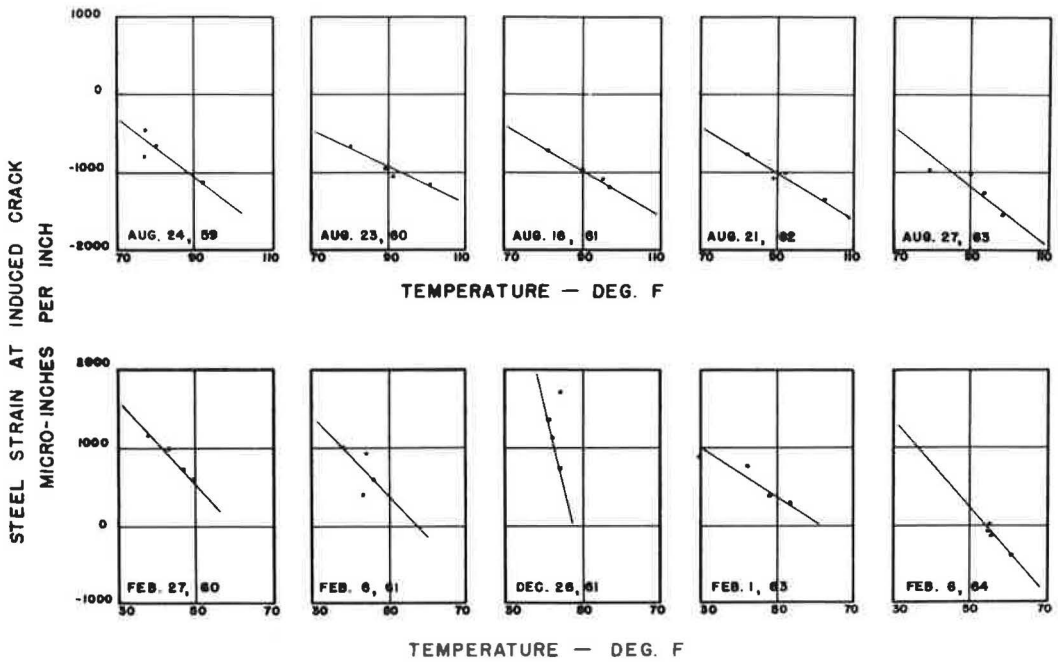 1000
0
-1000
-2000
AUG. 24, 59
AUG. 23, 60
AUG. 16, 61
AUG. 21, 62
AUG. 27, 63
70 90 110
70 90 110
70 90 110
70 90 110
70 90 110
TEMPERATURE — DEG. F
STEEL STRAIN AT INDUCED CRACK
MICRO-INCHES PER INCH
2000
1000
0
-1000
FEB. 27, 60
FEB. 6, 61
DEC. 26, 61
FEB. 1, 63
FEB. 6, 64
30 50 70
30 50 70
30 50 70
30 50 70
30 50 70
TEMPERATURE — DEG. F